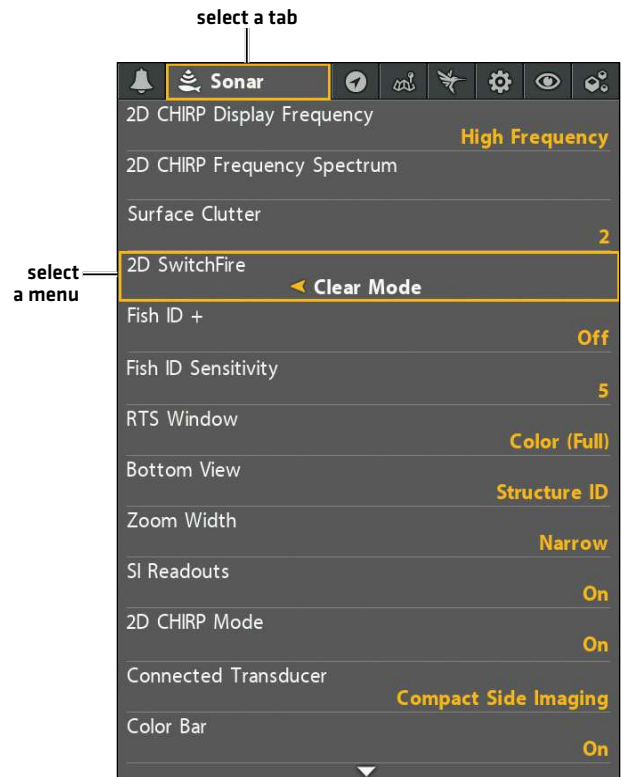 select a tab
Sonar
2D CHIRP Display Frequency
High Frequency
2D CHIRP Frequency Spectrum
Surface Clutter
2
select
a menu
2D SwitchFire
Clear Mode
Fish ID +
Off
Fish ID Sensitivity
5
RTS Window
Color (Full)
Bottom View
Structure ID
Zoom Width
Narrow
SI Readouts
On
2D CHIRP Mode
On
Connected Transducer
Compact Side Imaging
Color Bar
On